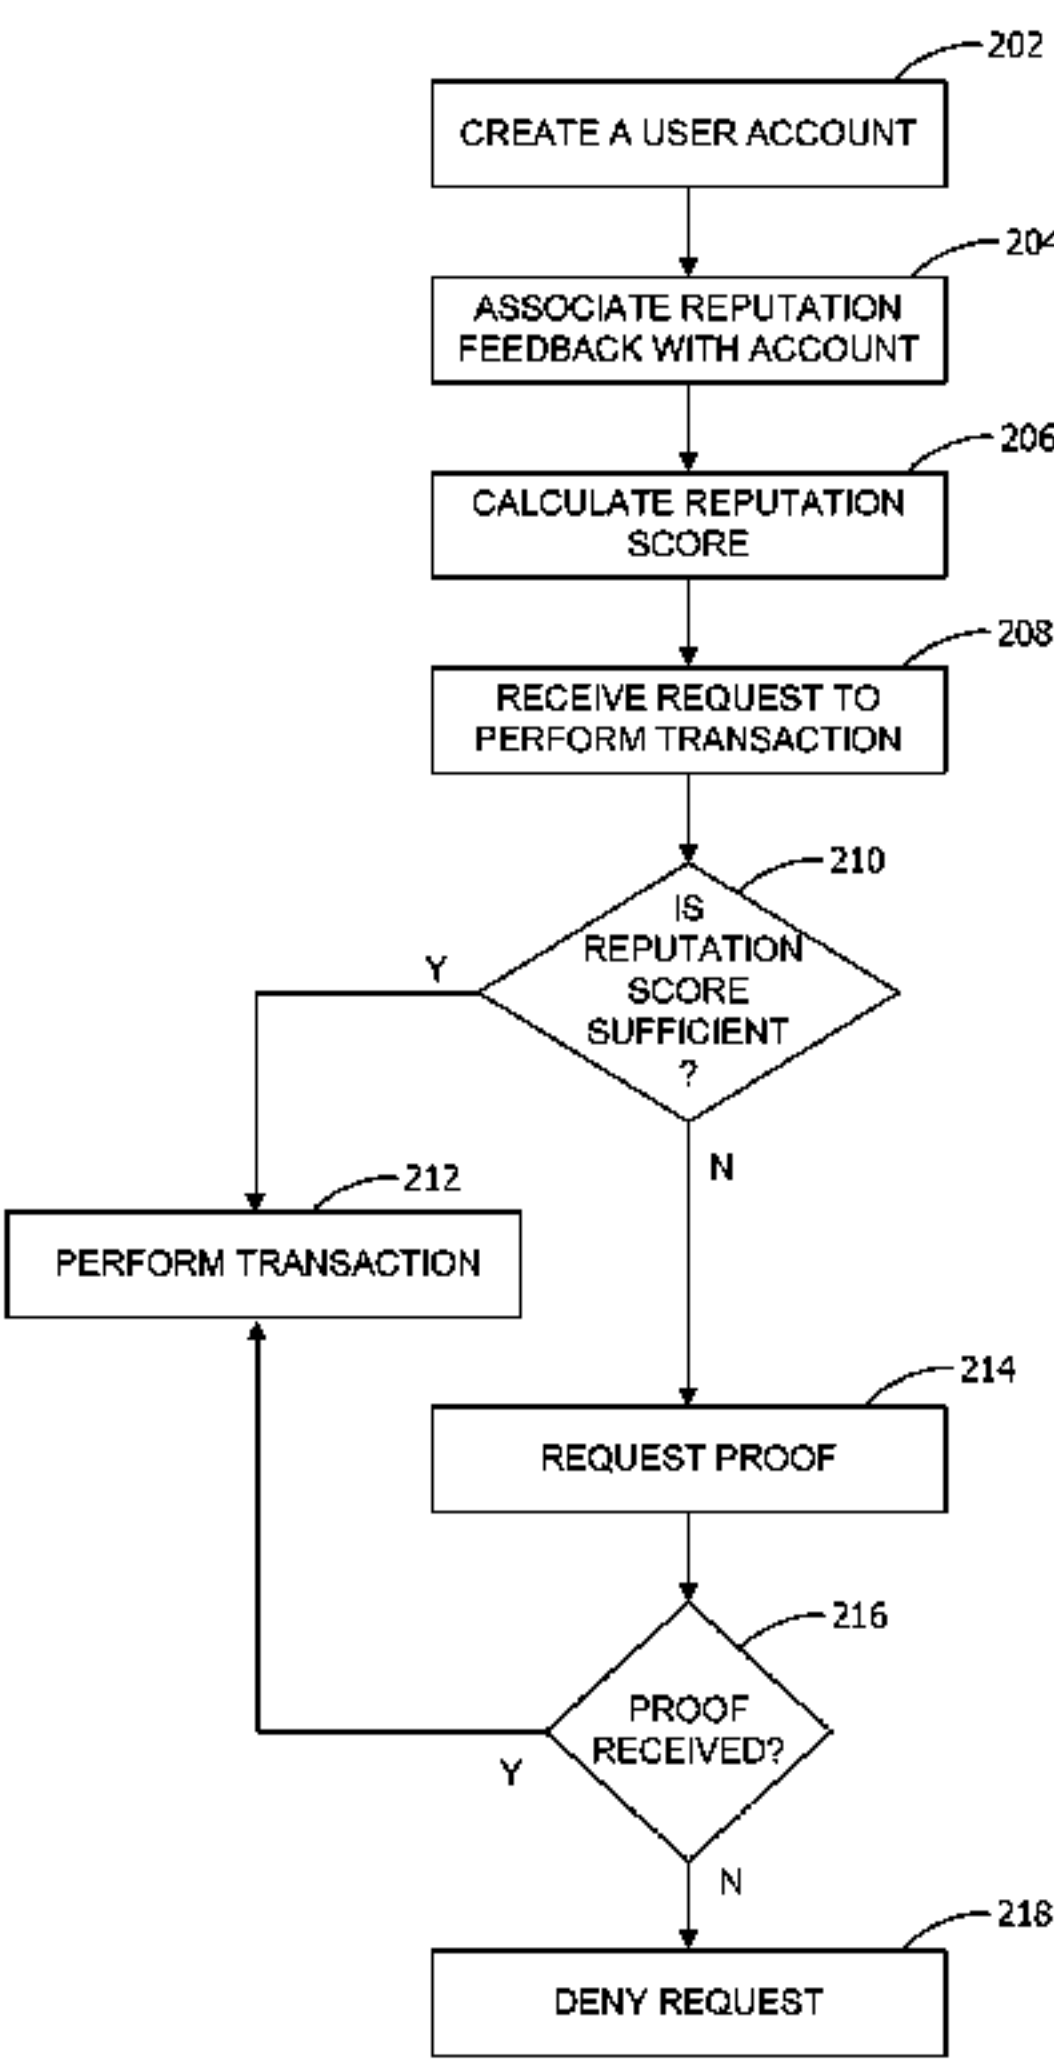 202
CREATE A USER ACCOUNT
204
ASSOCIATE REPUTATION
FEEDBACK WITH ACCOUNT
206
CALCULATE REPUTATION
SCORE
208
RECEIVE REQUEST TO
PERFORM TRANSACTION
210
IS
REPUTATION
SCORE
SUFFICIENT
?
Y
N
212
PERFORM TRANSACTION
214
REQUEST PROOF
216
PROOF
RECEIVED?
Y
N
218
DENY REQUEST